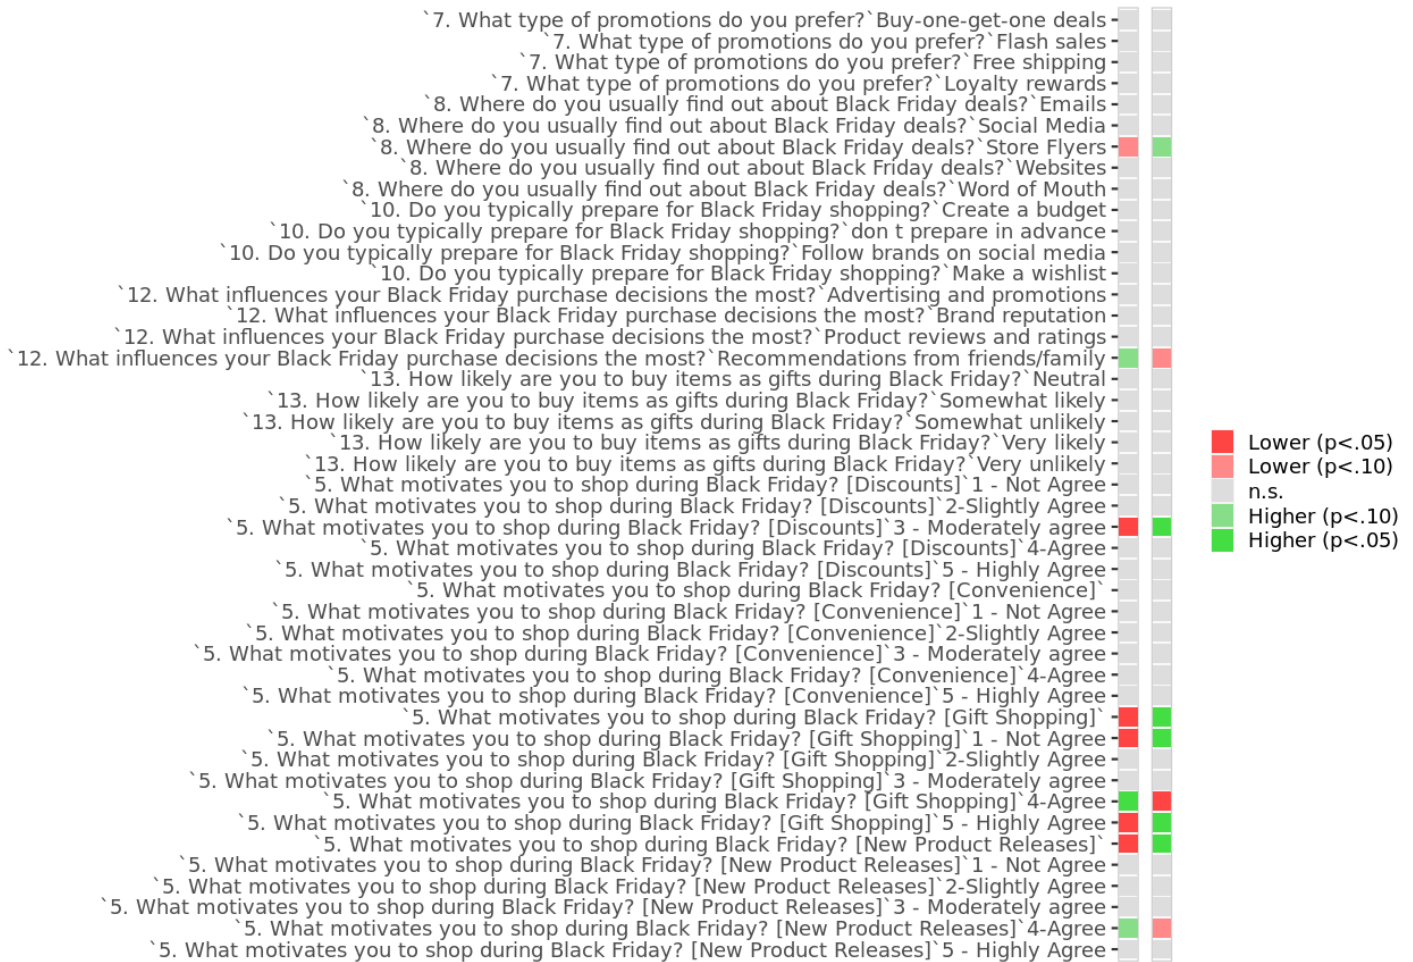 `7. What type of promotions do you prefer?`Buy-one-get-one deals
`7. What type of promotions do you prefer?`Flash sales
`7. What type of promotions do you prefer?`Free shipping
`7. What type of promotions do you prefer?`Loyalty rewards
`8. Where do you usually find out about Black Friday deals?`Emails
`8. Where do you usually find out about Black Friday deals?`Social Media
`8. Where do you usually find out about Black Friday deals?`Store Flyers
`8. Where do you usually find out about Black Friday deals?`Websites
`8. Where do you usually find out about Black Friday deals?`Word of Mouth
`10. Do you typically prepare for Black Friday shopping?`Create a budget
`10. Do you typically prepare for Black Friday shopping?`don t prepare in advance
`10. Do you typically prepare for Black Friday shopping?`Follow brands on social media
`10. Do you typically prepare for Black Friday shopping?`Make a wishlist
`12. What influences your Black Friday purchase decisions the most?`Advertising and promotions
`12. What influences your Black Friday purchase decisions the most?`Brand reputation
`12. What influences your Black Friday purchase decisions the most?`Product reviews and ratings
`12. What influences your Black Friday purchase decisions the most?`Recommendations from friends/family
`13. How likely are you to buy items as gifts during Black Friday?`Neutral
`13. How likely are you to buy items as gifts during Black Friday?`Somewhat likely
`13. How likely are you to buy items as gifts during Black Friday?`Somewhat unlikely
`13. How likely are you to buy items as gifts during Black Friday?`Very likely
`13. How likely are you to buy items as gifts during Black Friday?`Very unlikely
`5. What motivates you to shop during Black Friday? [Discounts]`1 - Not Agree
`5. What motivates you to shop during Black Friday? [Discounts]`2-Slightly Agree
`5. What motivates you to shop during Black Friday? [Discounts]`3 - Moderately agree
`5. What motivates you to shop during Black Friday? [Discounts]`4-Agree
`5. What motivates you to shop during Black Friday? [Discounts]`5 - Highly Agree
`5. What motivates you to shop during Black Friday? [Convenience]`
`5. What motivates you to shop during Black Friday? [Convenience]`1 - Not Agree
`5. What motivates you to shop during Black Friday? [Convenience]`2-Slightly Agree
`5. What motivates you to shop during Black Friday? [Convenience]`3 - Moderately agree
`5. What motivates you to shop during Black Friday? [Convenience]`4-Agree
`5. What motivates you to shop during Black Friday? [Convenience]`5 - Highly Agree
`5. What motivates you to shop during Black Friday? [Gift Shopping]`
`5. What motivates you to shop during Black Friday? [Gift Shopping]`1 - Not Agree
`5. What motivates you to shop during Black Friday? [Gift Shopping]`2-Slightly Agree
`5. What motivates you to shop during Black Friday? [Gift Shopping]`3 - Moderately agree
`5. What motivates you to shop during Black Friday? [Gift Shopping]`4-Agree
`5. What motivates you to shop during Black Friday? [Gift Shopping]`5 - Highly Agree
`5. What motivates you to shop during Black Friday? [New Product Releases]`
`5. What motivates you to shop during Black Friday? [New Product Releases]`1 - Not Agree
`5. What motivates you to shop during Black Friday? [New Product Releases]`2-Slightly Agree
`5. What motivates you to shop during Black Friday? [New Product Releases]`3 - Moderately agree
`5. What motivates you to shop during Black Friday? [New Product Releases]`4-Agree
`5. What motivates you to shop during Black Friday? [New Product Releases]`5 - Highly Agree
Lower (p<.05)
Lower (p<.10)
n.s.
Higher (p<.10)
Higher (p<.05)